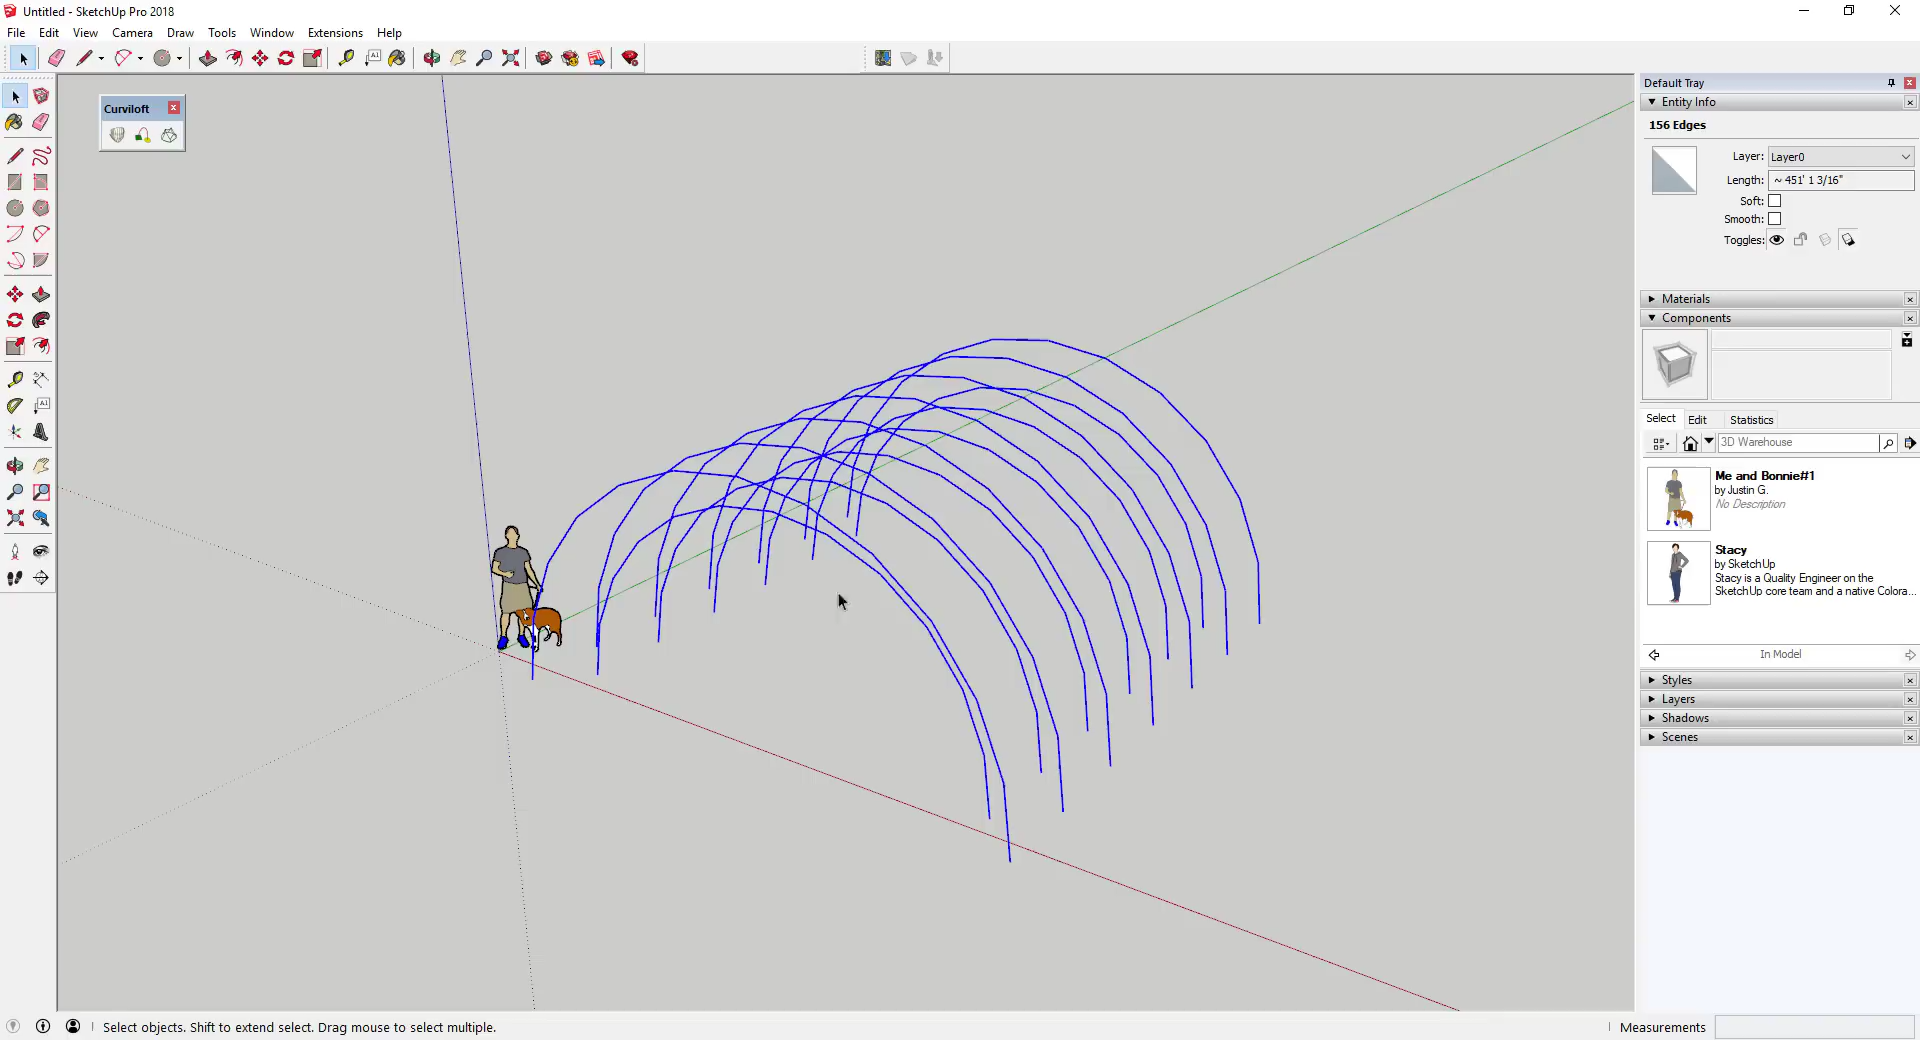 Untitled - SketchUp Pro 2018
File Edit View Camera Draw Tools Window Extensions Help
Curviloft
Default Tray
Entity Info
156 Edges
Layer: Layer0
Length: ~ 451' 1 3/16"
Soft:
Smooth:
Toggles:
Materials
Components
Select Edit Statistics
3D Warehouse
Me and Bonnie#1
by Justin G.
No Description
Stacy
by SketchUp
Stacy is a Quality Engineer on the
SketchUp core team and a native Colora...
In Model
Styles
Layers
Shadows
Scenes
Select objects. Shift to extend select. Drag mouse to select multiple.
Measurements